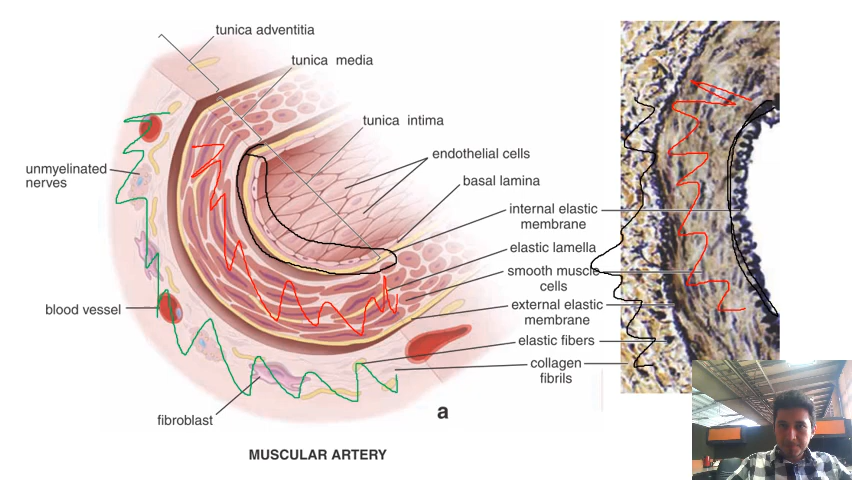 tunica adventitia
tunica media
tunica intima
endothelial cells
unmyelinated
nerves
basal lamina
internal elastic
membrane
elastic lamella
smooth muscle
cells
blood vessel
external elastic
membrane
elastic fibers
collagen
fibrils
fibroblast
a
MUSCULAR ARTERY